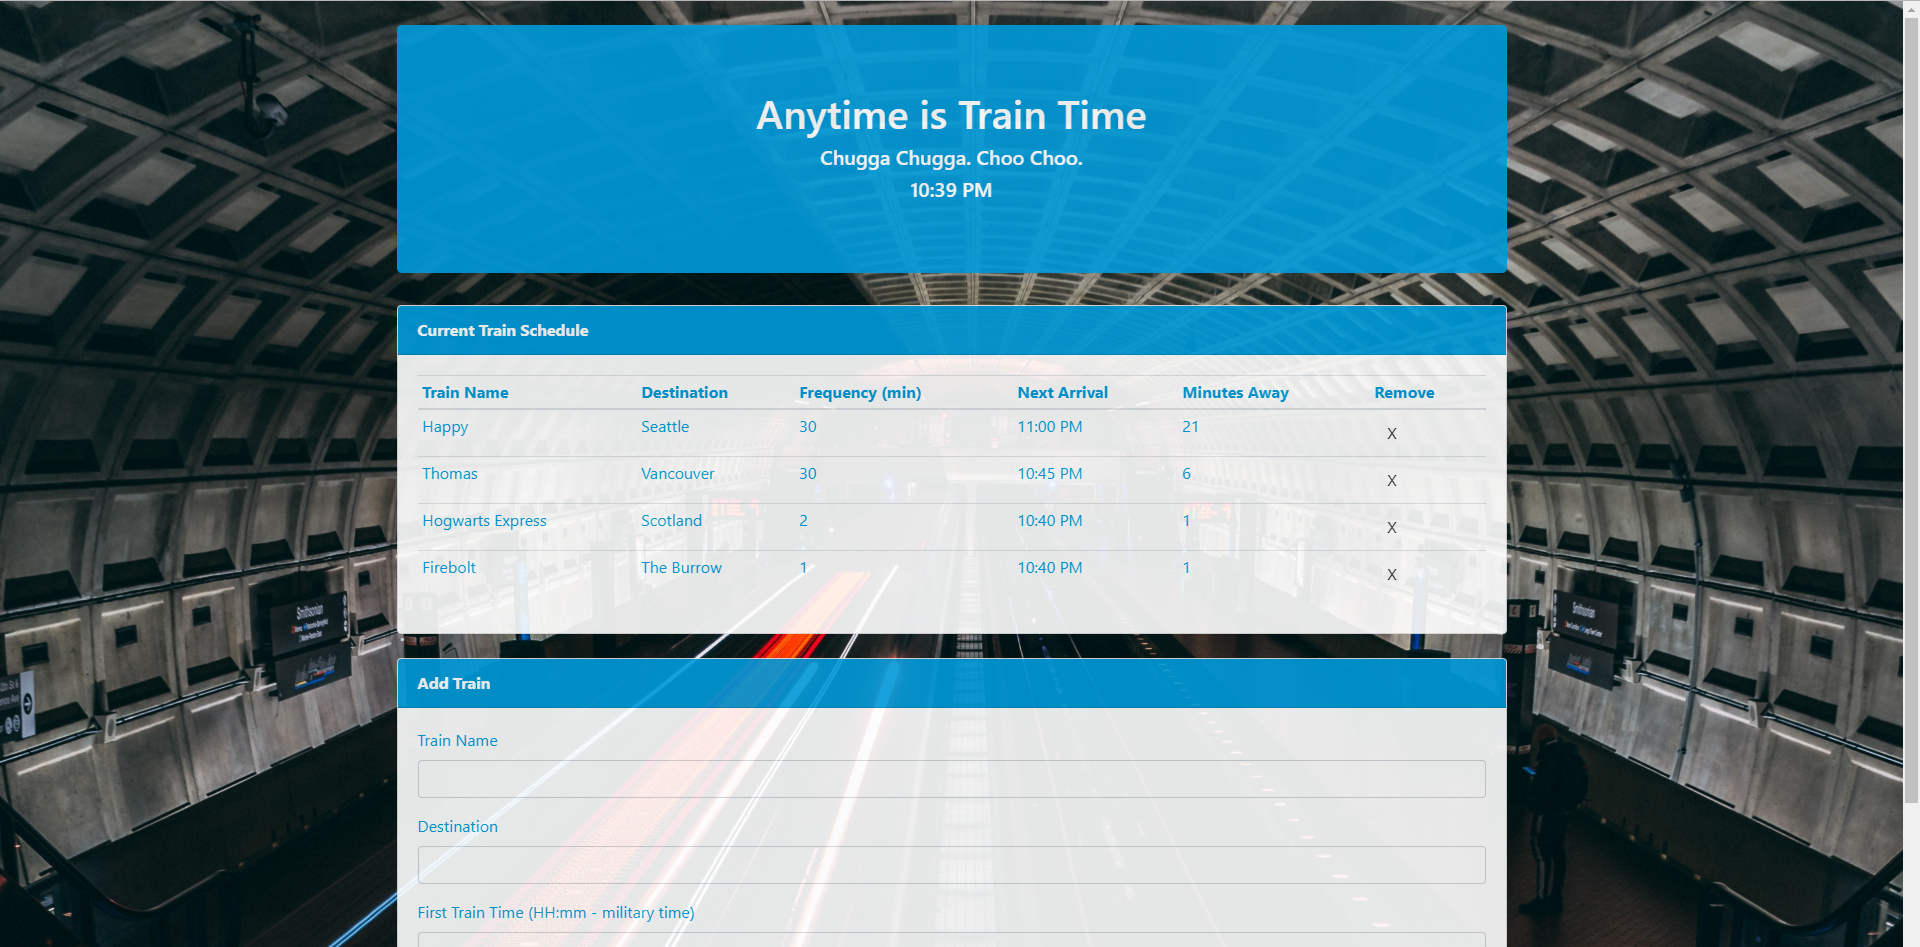 Anytime is Train Time
Chugga Chugga. Choo Choo.
10:39 PM
Current Train Schedule
Train Name Destination Frequency (min) Next Arrival Minutes Away Remove
Happy Seattle 30 11:00 PM 21 X
Thomas Vancouver 30 10:45 PM 6 X
Hogwarts Express Scotland 2 10:40 PM 1 X
Firebolt The Burrow 1 10:40 PM 1 X
Smithsonian
Smithsonian
Add Train
Train Name
Destination
First Train Time (HH:mm - military time)